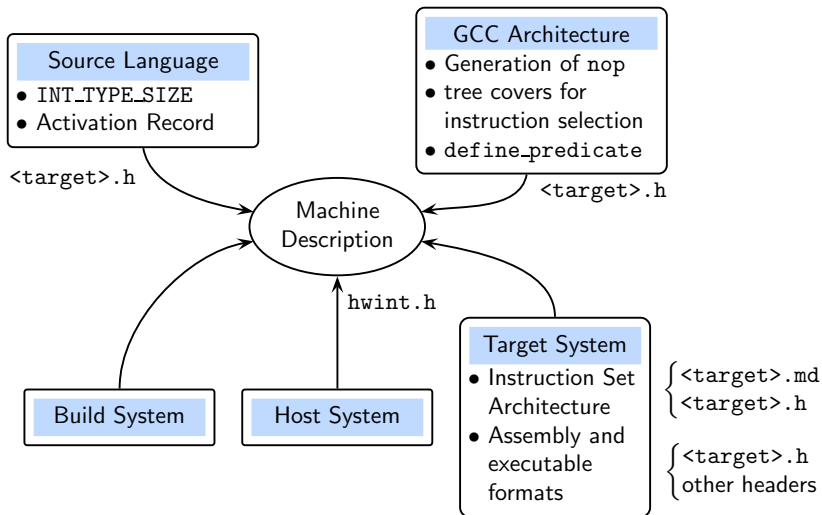 Source Language
• INT_TYPE_SIZE
• Activation Record
<target>.h
GCC Architecture
• Generation of nop
• tree covers for
instruction selection
• define_predicate
<target>.h
Machine
Description
hwint.h
Build System
Host System
Target System
• Instruction Set
Architecture
• Assembly and
executable
formats
<target>.md
<target>.h
<target>.h
other headers